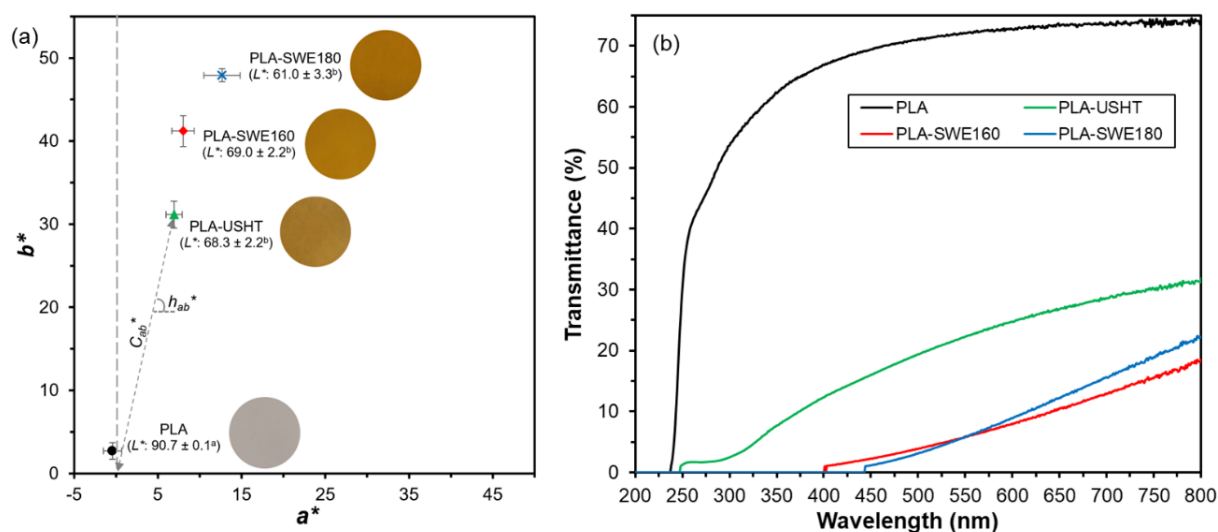 (a)
50
40
30
20
10
0
b*
PLA-SWE180
(L*: 61.0 ± 3.3ᵇ)
PLA-SWE160
(L*: 69.0 ± 2.2ᵇ)
PLA-USHT
(L*: 68.3 ± 2.2ᵇ)
hab*
Cab*
PLA
(L*: 90.7 ± 0.1ᵃ)
-5 5 15 25 35 45
a*
(b)
70
60
50
40
30
20
10
0
Transmittance (%)
PLA PLA-USHT
PLA-SWE160 PLA-SWE180
200 250 300 350 400 450 500 550 600 650 700 750 800
Wavelength (nm)